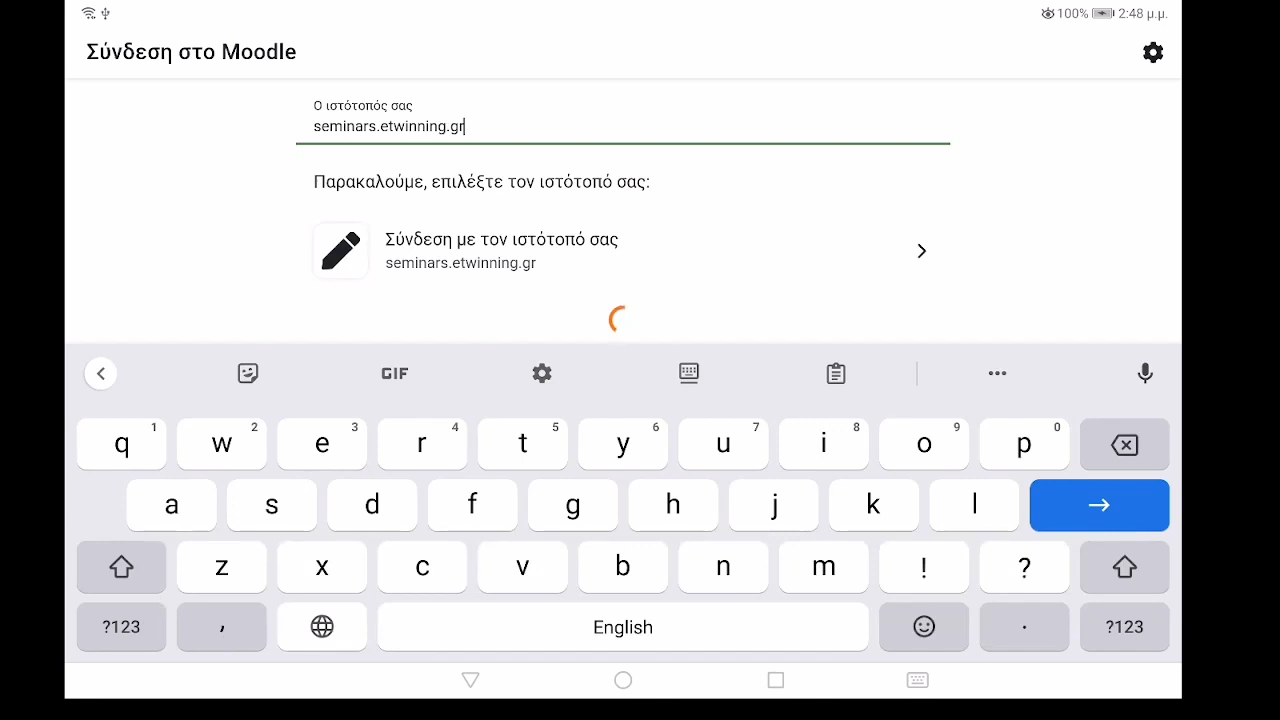 100% 2:48 μ.μ.
Σύνδεση στο Moodle
Ο ιστότοπός σας
seminars.etwinning.gr
Παρακαλούμε, επιλέξτε τον ιστότοπό σας:
Σύνδεση με τον ιστότοπό σας
seminars.etwinning.gr
GIF
q 1 w 2 e 3 r 4 t 5 y 6 u 7 i 8 o 9 p 0
a s d f g h j k l
z x c v b n m ! ?
?123 , English . ?123